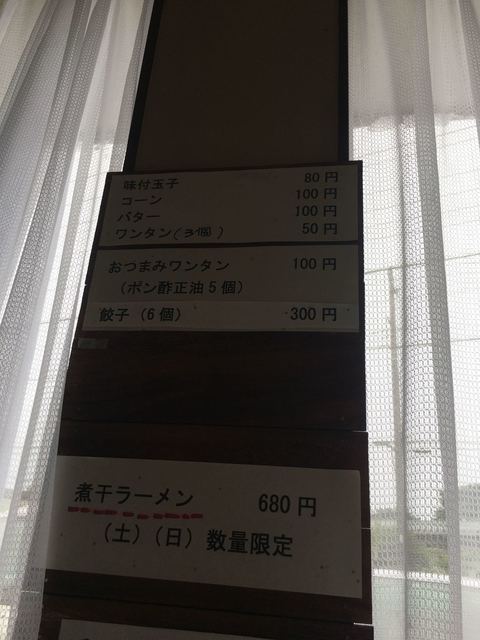 味付玉子 80円
コーン 100円
バター 100円
ワンタン(3個) 50円
おつまみワンタン 100円
(ポン酢正油5個)
餃子(6個) 300円
煮干ラーメン 680円
(土)(日)数量限定